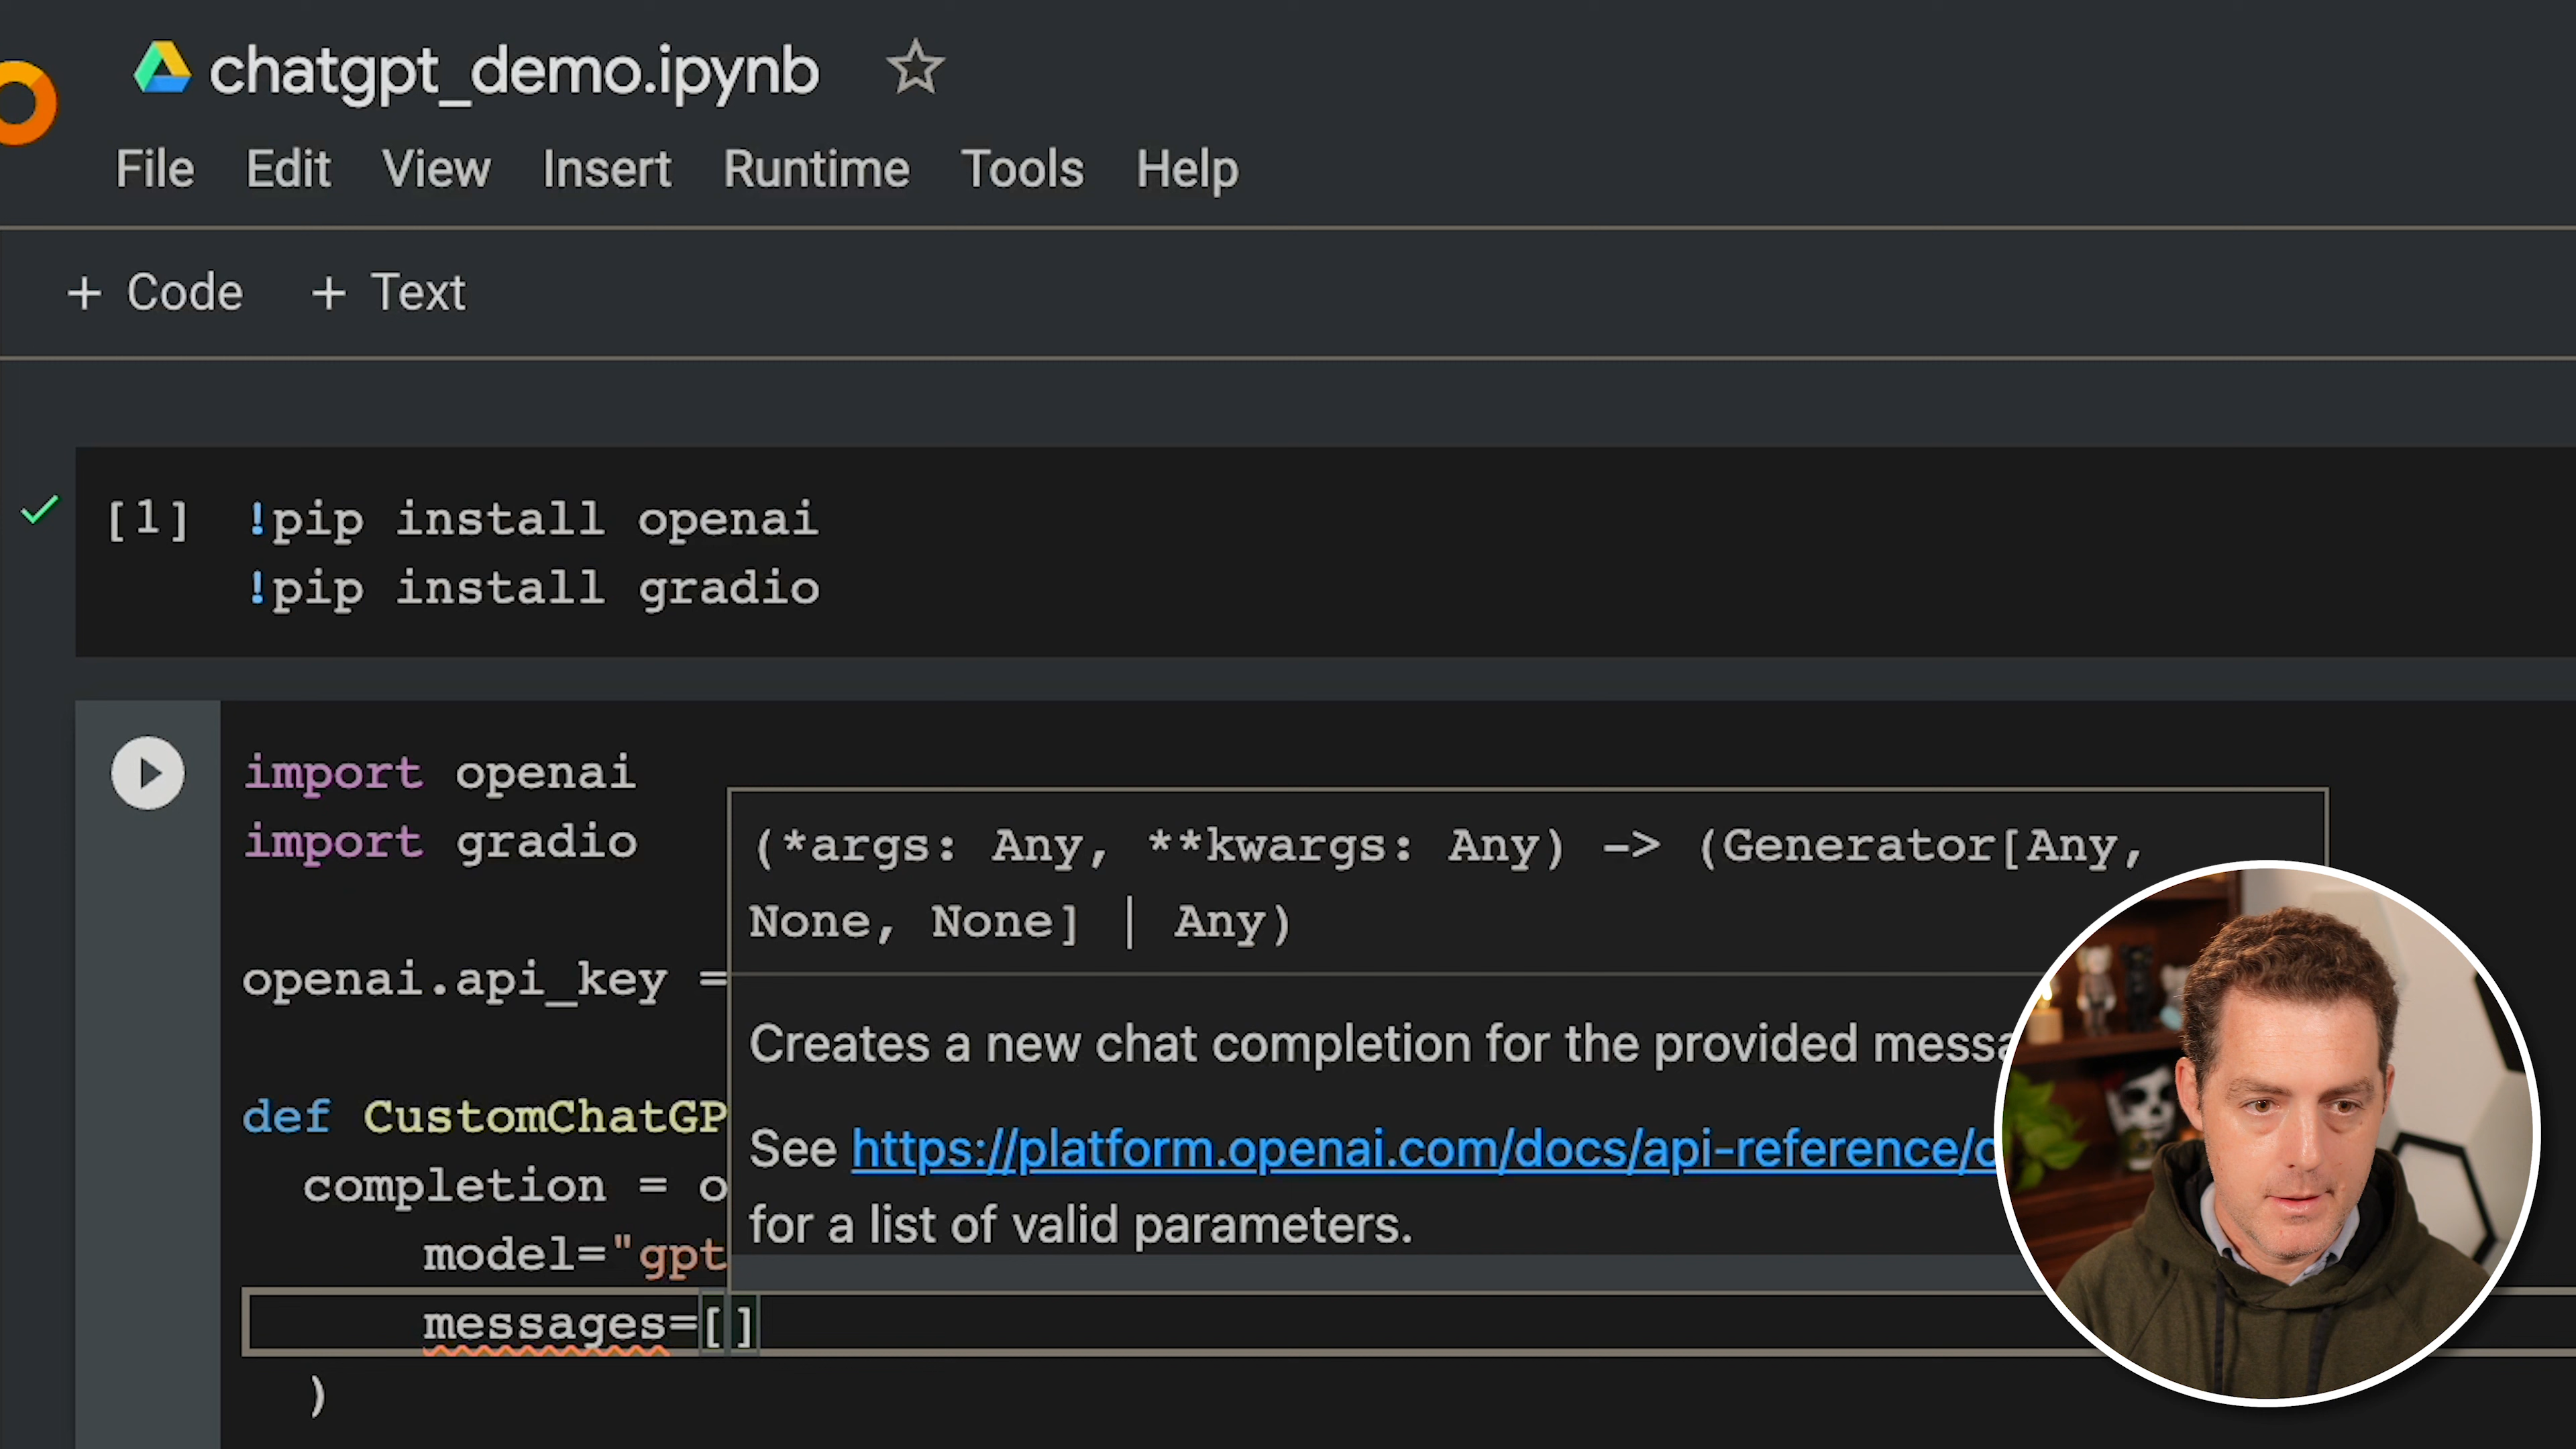 chatgpt_demo.ipynb
File Edit View Insert Runtime Tools Help
+ Code + Text
[1] !pip install openai
!pip install gradio
import openai
import gradio
(*args: Any, **kwargs: Any) -> (Generator[Any,
None, None] | Any)
openai.api_key =
Creates a new chat completion for the provided
def CustomChatGP
See https://platform.openai.com/docs/api-reference/
completion =
for a list of valid parameters.
model="gpt
messages=[]
)